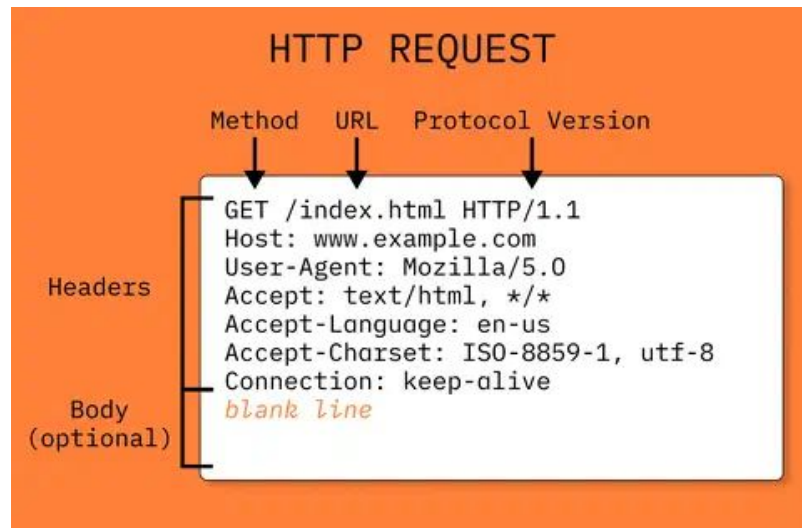 HTTP REQUEST
Method URL Protocol Version
GET /index.html HTTP/1.1
Host: www.example.com
User-Agent: Mozilla/5.0
Accept: text/html, */*
Accept-Language: en-us
Accept-Charset: ISO-8859-1, utf-8
Connection: keep-alive
blank line
Headers
Body
(optional)